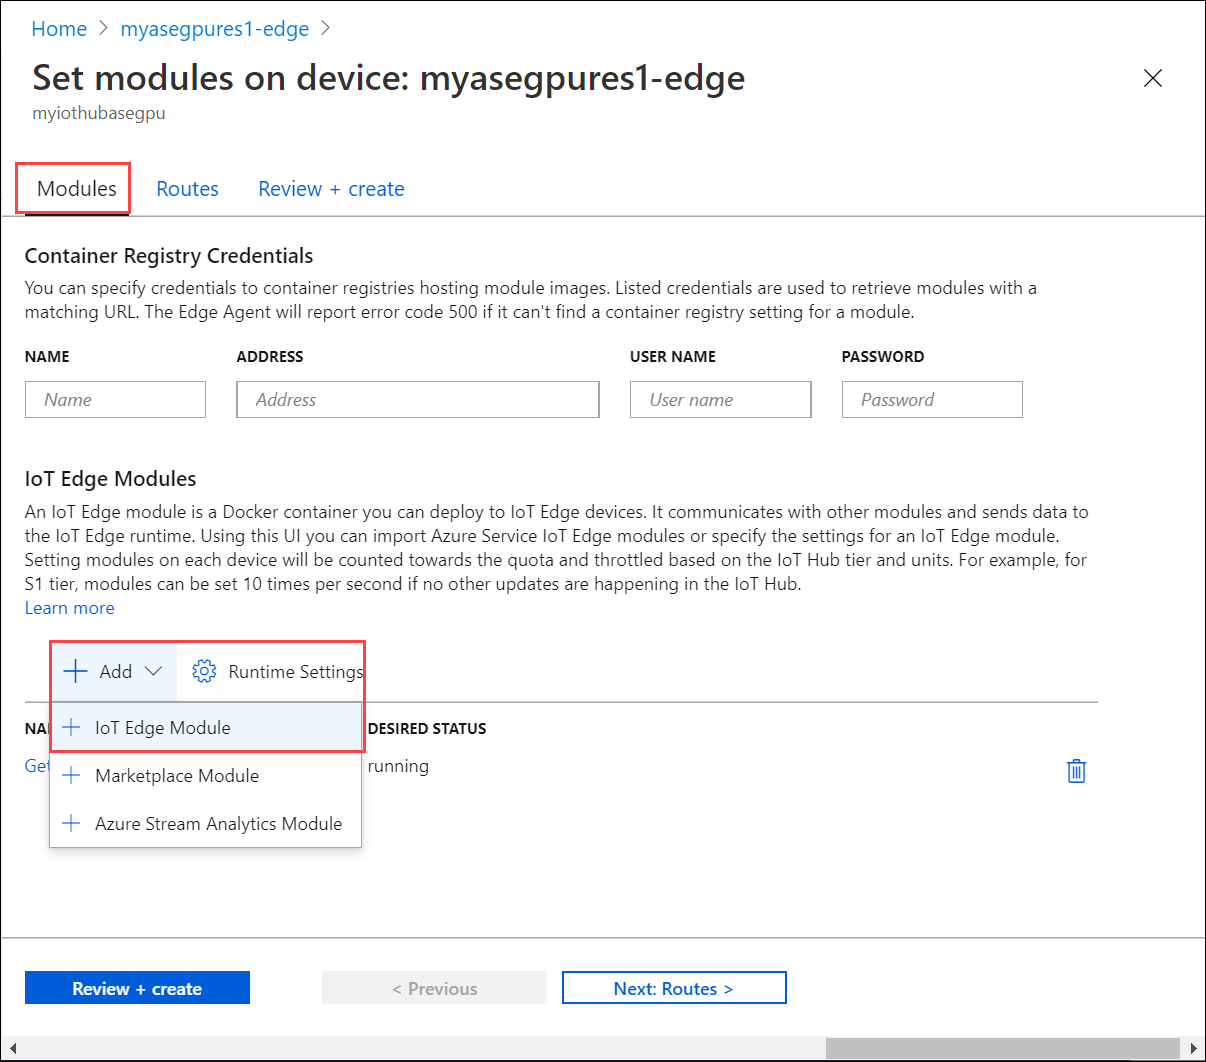 Home > myasegpures1-edge >
Set modules on device: myasegpures1-edge
myiothubasegpu
Modules Routes Review + create
Container Registry Credentials
You can specify credentials to container registries hosting module images. Listed credentials are used to retrieve modules with a
matching URL. The Edge Agent will report error code 500 if it can't find a container registry setting for a module.
NAME ADDRESS USER NAME PASSWORD
Name Address User name Password
IoT Edge Modules
An IoT Edge module is a Docker container you can deploy to IoT Edge devices. It communicates with other modules and sends data to
the IoT Edge runtime. Using this UI you can import Azure Service IoT Edge modules or specify the settings for an IoT Edge module.
Setting modules on each device will be counted towards the quota and throttled based on the IoT Hub tier and units. For example, for
S1 tier, modules can be set 10 times per second if no other updates are happening in the IoT Hub.
Learn more
Add Runtime Settings
IoT Edge Module DESIRED STATUS
Get Marketplace Module running
Azure Stream Analytics Module
Review + create < Previous Next: Routes >